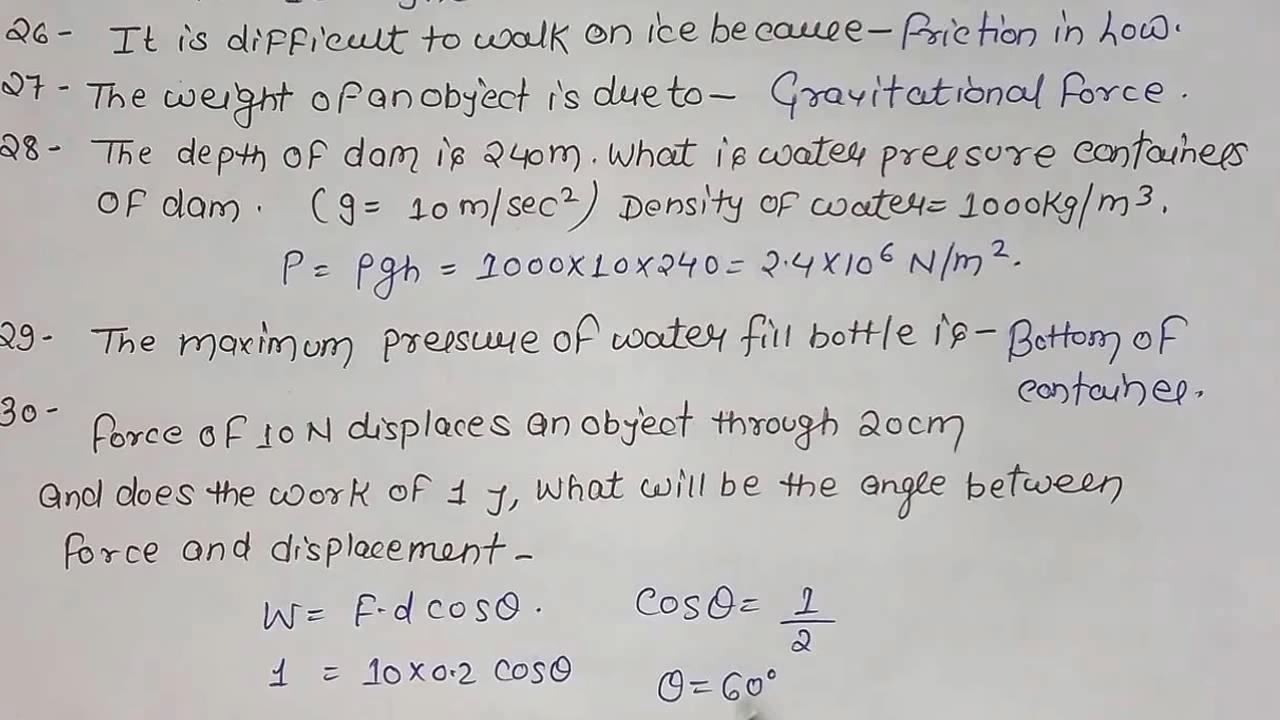 26- It is difficult to walk on ice because- friction in how.
27- The weight of an object is due to- Gravitational Force.
28- The depth of dam is 240m. What is water pressure containers
of dam. (g= 10m/sec²) Density of water= 1000Kg/m³.
P = ρgh = 1000×10×240= 2.4×10⁶ N/m².
29- The maximum pressure of water fill bottle is- Bottom of
container.
30- Force of 10 N displaces an object through 20cm
and does the work of 1 J, What will be the angle between
Force and displacement-
W= F.d cosθ. Cosθ= 1/2
1 = 10×0.2 cosθ θ=60°